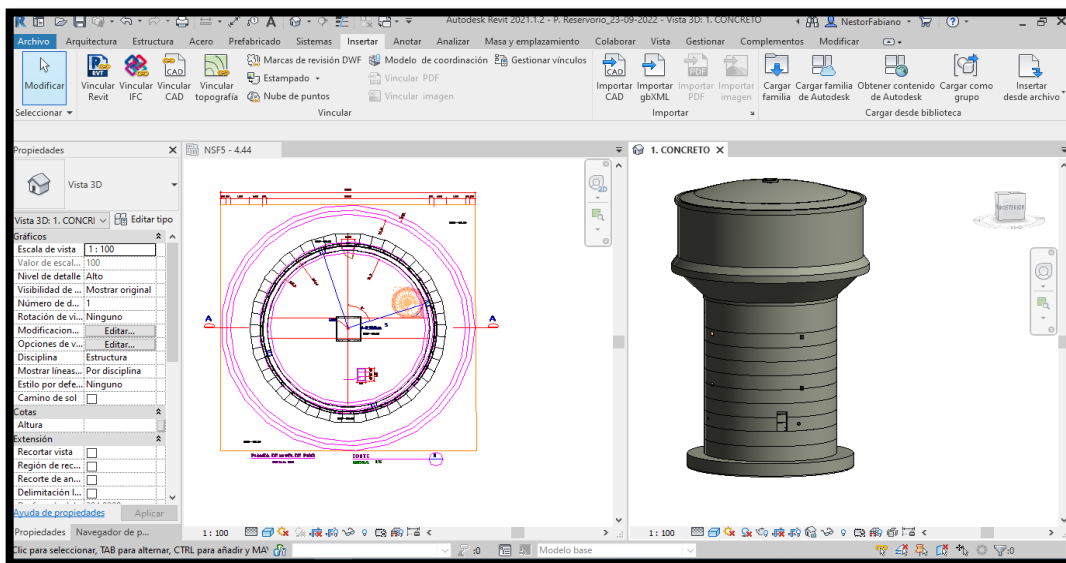 Autodesk Revit 2021.1.2 - P. Reservorio_23-09-2022 - Vista 3D: 1. CONCRETO
NestorFabiano
Archivo Arquitectura Estructura Acero Prefabricado Sistemas Insertar Anotar Analizar Masa y emplazamiento Colaborar Vista Gestionar Complementos Modificar
Modificar
Vincular Revit
Vincular IFC
Vincular CAD
Vincular topografía
Marcas de revisión DWF
Estampado
Nube de puntos
Modelo de coordinación
Vincular PDF
Vincular imagen
Gestionar vínculos
Importar CAD
Importar gbXML
Importar PDF
Importar imagen
Cargar familia
Cargar familia de Autodesk
Obtener contenido de Autodesk
Cargar como grupo
Insertar desde archivo
Seleccionar Vincular Importar Cargar desde biblioteca
Propiedades
Vista 3D
Vista 3D: 1. CONCRI Editar tipo
Gráficos
Escala de vista 1 : 100
Valor de escal... 100
Nivel de detalle Alto
Visibilidad de ... Mostrar original
Número de d... 1
Rotación de vi... Ninguno
Modificacion... Editar...
Opciones de v... Editar...
Disciplina Estructura
Mostrar líneas... Por disciplina
Estilo por defe... Ninguno
Camino de sol
Cotas
Altura
Extensión
Recortar vista
Región de rec...
Recorte de an...
Delimitación l...
Ayuda de propiedades Aplicar
Propiedades Navegador de p...
NSF5 - 4.44
A A
CORTE
1 : 100
1. CONCRETO
1 : 100
Clic para seleccionar, TAB para alternar, CTRL para añadir y MA
:0
Modelo base
:0